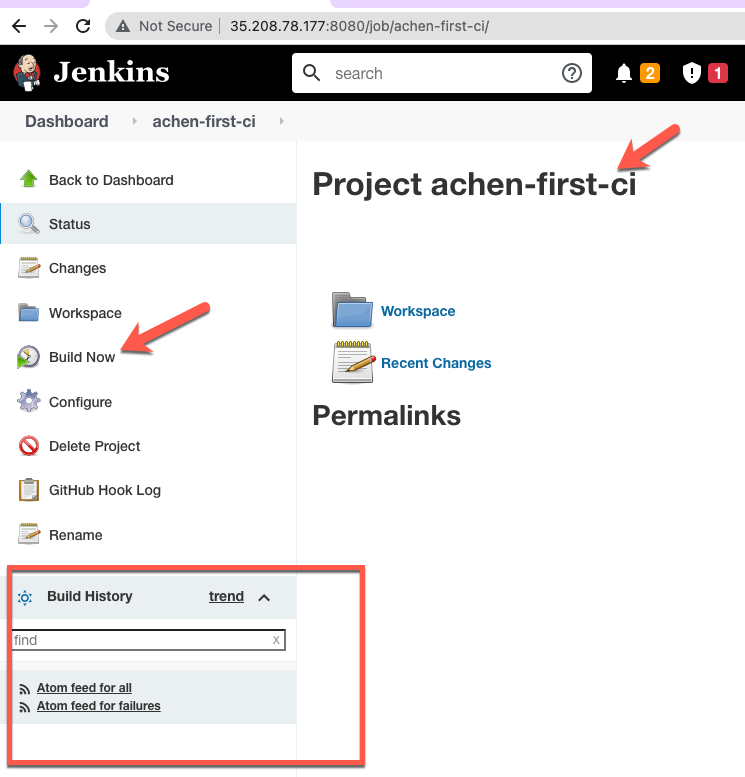 Not Secure 35.208.78.177:8080/job/achen-first-ci/
Jenkins search 2 1
Dashboard achen-first-ci
Back to Dashboard
Status
Changes
Workspace
Build Now
Configure
Delete Project
GitHub Hook Log
Rename
Build History trend
find x
Atom feed for all
Atom feed for failures
Project achen-first-ci
Workspace
Recent Changes
Permalinks